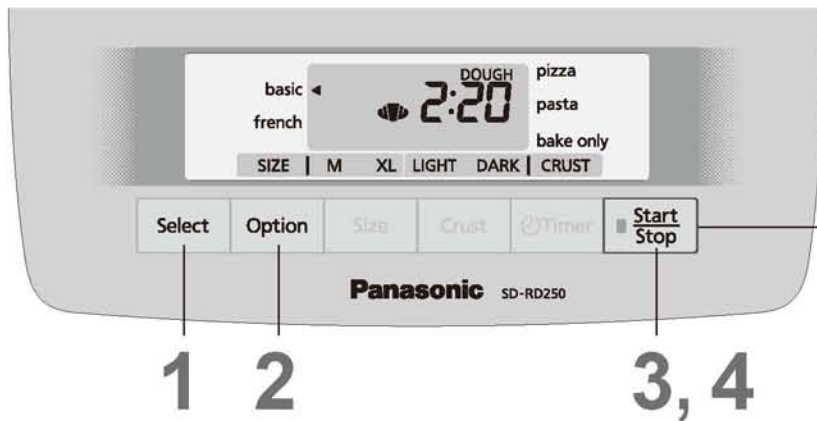 DOUGH
basic
french
2:20
pizza
pasta
bake only
SIZE M XL LIGHT DARK CRUST
Select Option Size Crust Timer Start
Stop
Panasonic SD-RD250
1 2 3, 4